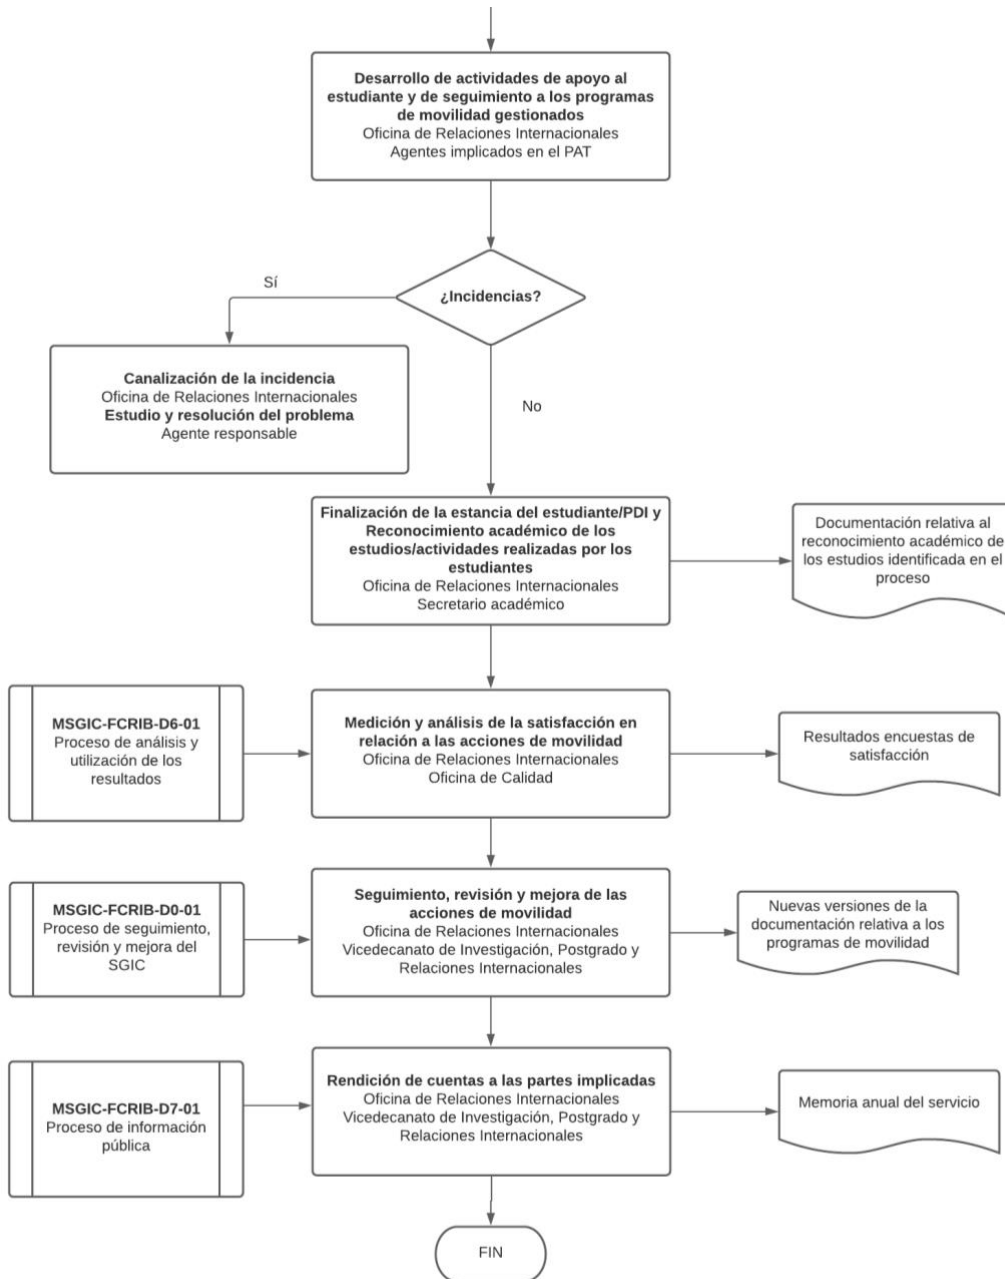 Desarrollo de actividades de apoyo al
estudiante y de seguimiento a los programas
de movilidad gestionados
Oficina de Relaciones Internacionales
Agentes implicados en el PAT
¿Incidencias?
Sí
Canalización de la incidencia
Oficina de Relaciones Internacionales
Estudio y resolución del problema
Agente responsable
No
Finalización de la estancia del estudiante/PDI y
Reconocimiento académico de los
estudios/actividades realizadas por los
estudiantes
Oficina de Relaciones Internacionales
Secretario académico
Documentación relativa al
reconocimiento académico de
los estudios identificada en el
proceso
MSGIC-FCRIB-D6-01
Proceso de análisis y
utilización de los
resultados
Medición y análisis de la satisfacción en
relación a las acciones de movilidad
Oficina de Relaciones Internacionales
Oficina de Calidad
Resultados encuestas de
satisfacción
MSGIC-FCRIB-D0-01
Proceso de seguimiento,
revisión y mejora del
SGIC
Seguimiento, revisión y mejora de las
acciones de movilidad
Oficina de Relaciones Internacionales
Vicedecanato de Investigación, Postgrado y
Relaciones Internacionales
Nuevas versiones de la
documentación relativa a los
programas de movilidad
MSGIC-FCRIB-D7-01
Proceso de información
pública
Rendición de cuentas a las partes implicadas
Oficina de Relaciones Internacionales
Vicedecanato de Investigación, Postgrado y
Relaciones Internacionales
Memoria anual del servicio
FIN